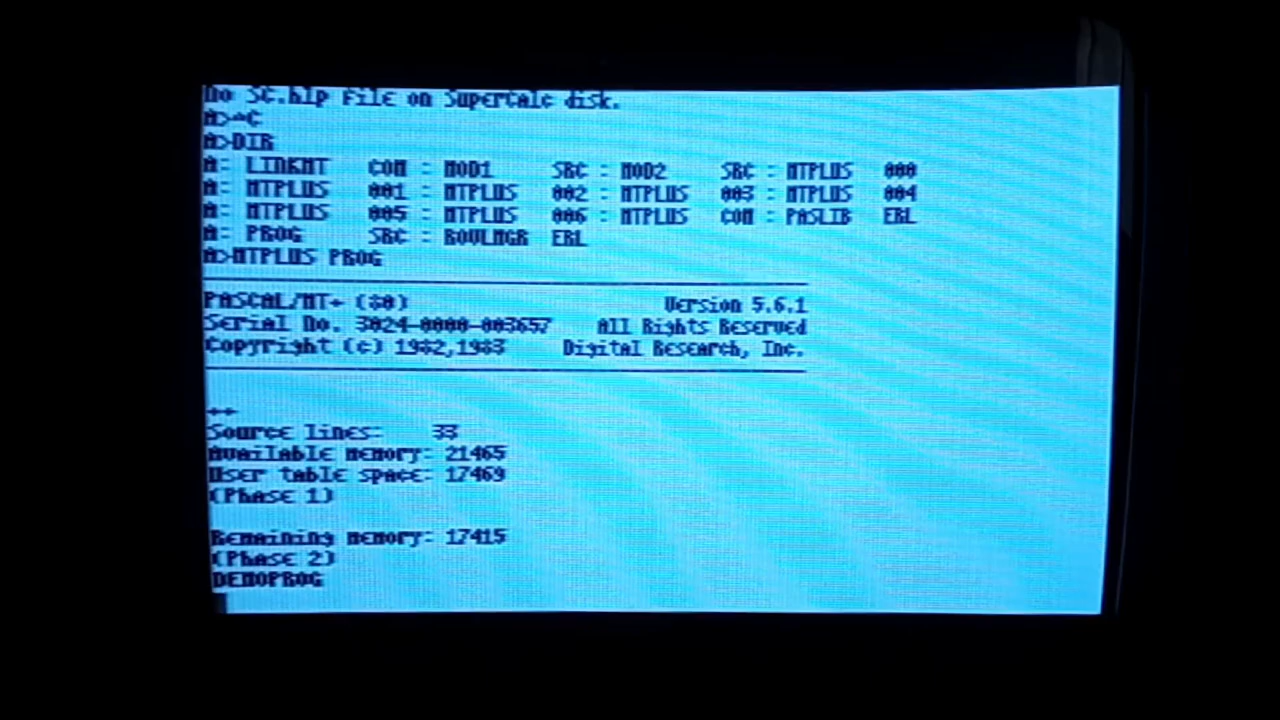 No SC.hlp file on SuperCalc disk.
A>^C
A>DIR
A: LINKMT   COM : MOD1     SRC : MOD2     SRC : MTPLUS   000
A: MTPLUS   001 : MTPLUS   002 : MTPLUS   003 : MTPLUS   004
A: MTPLUS   005 : MTPLUS   006 : MTPLUS   COM : PASLIB   ERL
A: PROG     SRC : ROVLMGR  ERL
A>MTPLUS PROG
PASCAL/MT+ (80)                     Version 5.6.1
Serial No. 3024-0000-003657    All Rights Reserved
Copyright (c) 1982,1983     Digital Research, Inc.
++
Source lines:    33
Available memory: 21465
User table space: 17469
(Phase 1)
Remaining memory: 17415
(Phase 2)
DEMOPROG